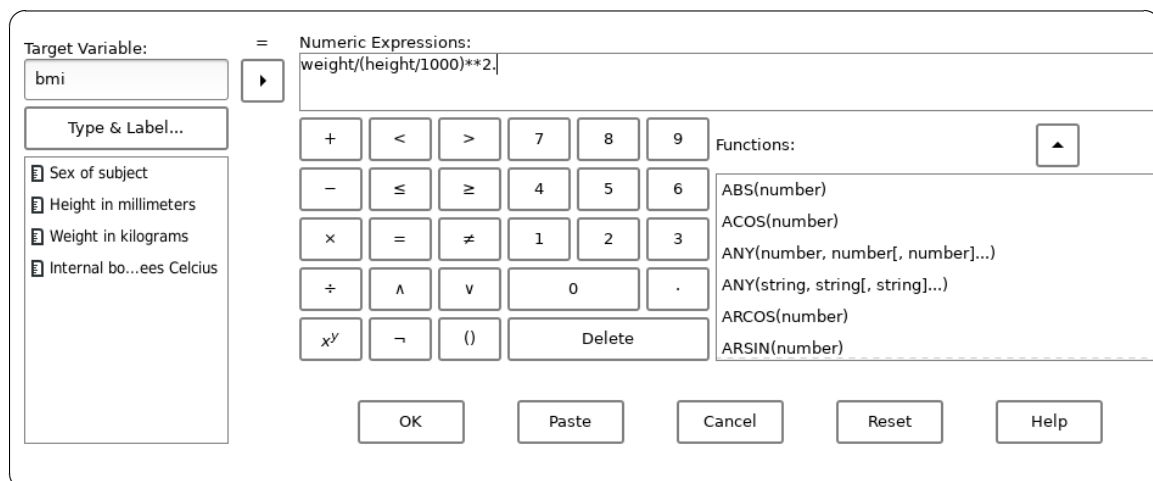 Target Variable:
=
Numeric Expressions:
bmi
weight/(height/1000)**2.
Type & Label...
Sex of subject
Height in millimeters
Weight in kilograms
Internal bo...ees Celcius
+ < > 7 8 9
− ≤ ≥ 4 5 6
× = ≠ 1 2 3
÷ ∧ ∨ 0 .
xʸ ¬ () Delete
Functions:
ABS(number)
ACOS(number)
ANY(number, number[, number]...)
ANY(string, string[, string]...)
ARCOS(number)
ARSIN(number)
OK Paste Cancel Reset Help